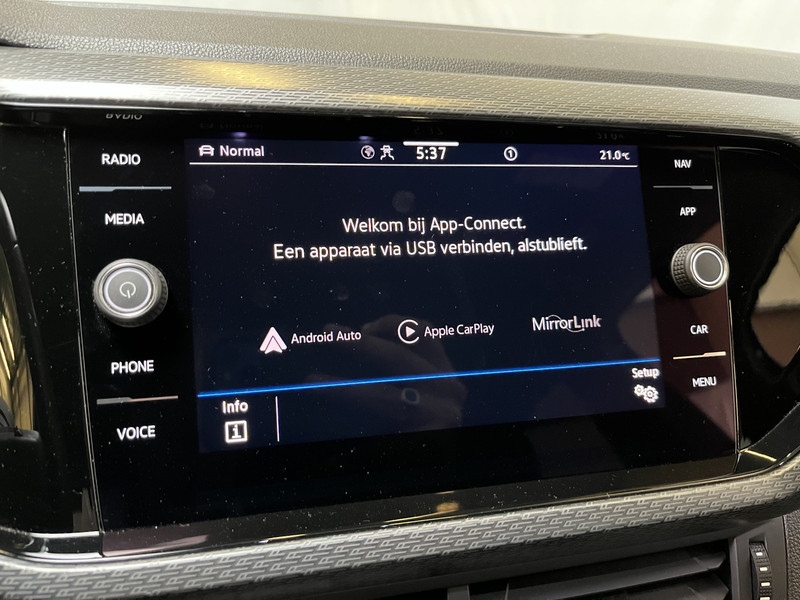 RADIO
MEDIA
PHONE
VOICE
Normal
5:37
1
21.0°C
Welkom bij App-Connect.
Een apparaat via USB verbinden, alstublieft.
Android Auto
Apple CarPlay
MirrorLink
Info
i
Setup
NAV
APP
CAR
MENU